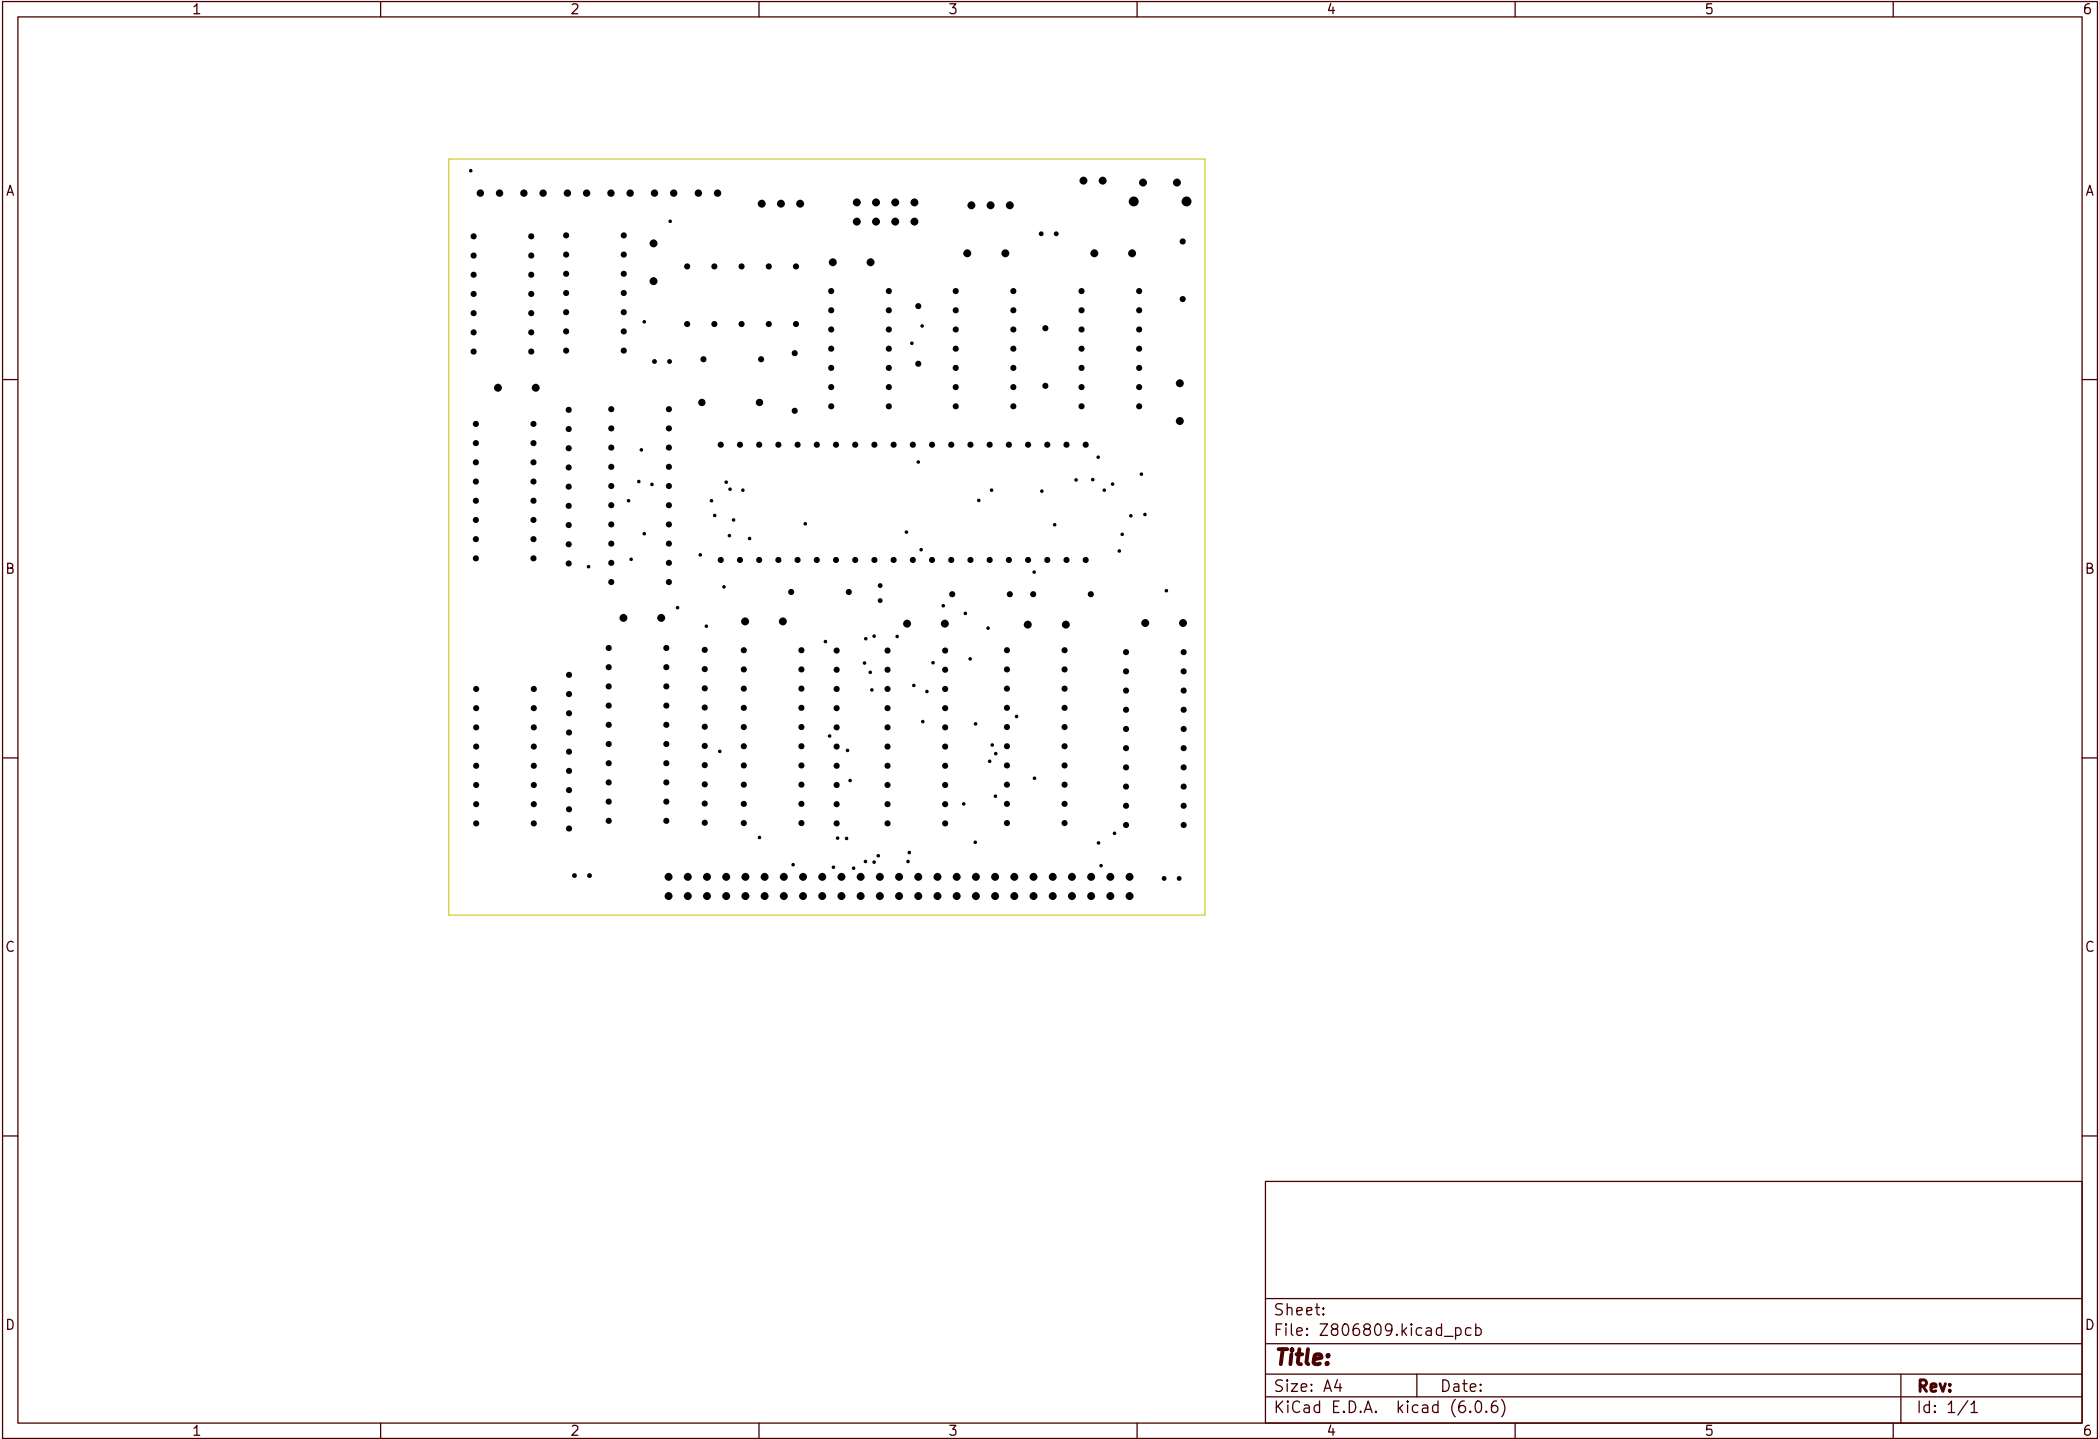 1 2 3 4 5 6
A A
B B
C C
D D
Sheet:
File: Z806809.kicad_pcb
Title:
Size: A4 Date: Rev:
KiCad E.D.A. kicad (6.0.6) Id: 1/1
1 2 3 4 5 6